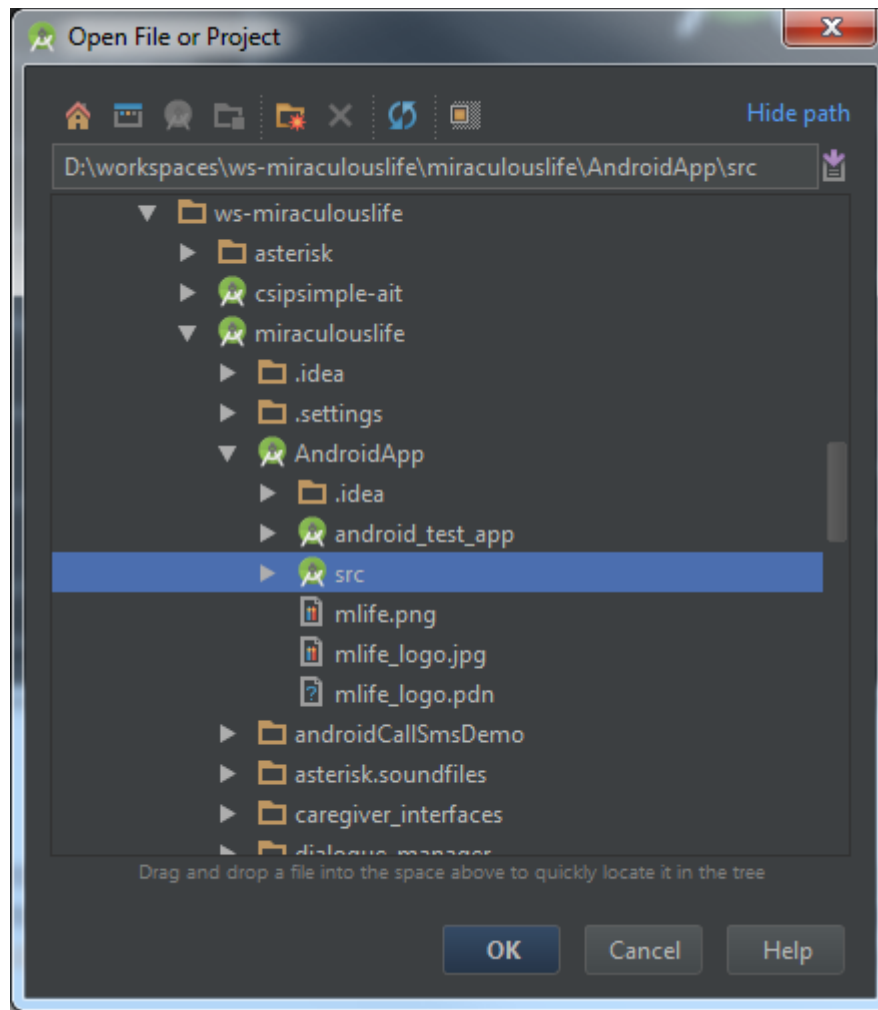 Open File or Project
Hide path
D:\workspaces\ws-miraculouslife\miraculouslife\AndroidApp\src
ws-miraculouslife
asterisk
csipsimple-ait
miraculouslife
.idea
.settings
AndroidApp
.idea
android_test_app
src
mlife.png
mlife_logo.jpg
mlife_logo.pdn
androidCallSmsDemo
asterisk.soundfiles
caregiver_interfaces
dialogue_manager
Drag and drop a file into the space above to quickly locate it in the tree
OK Cancel Help